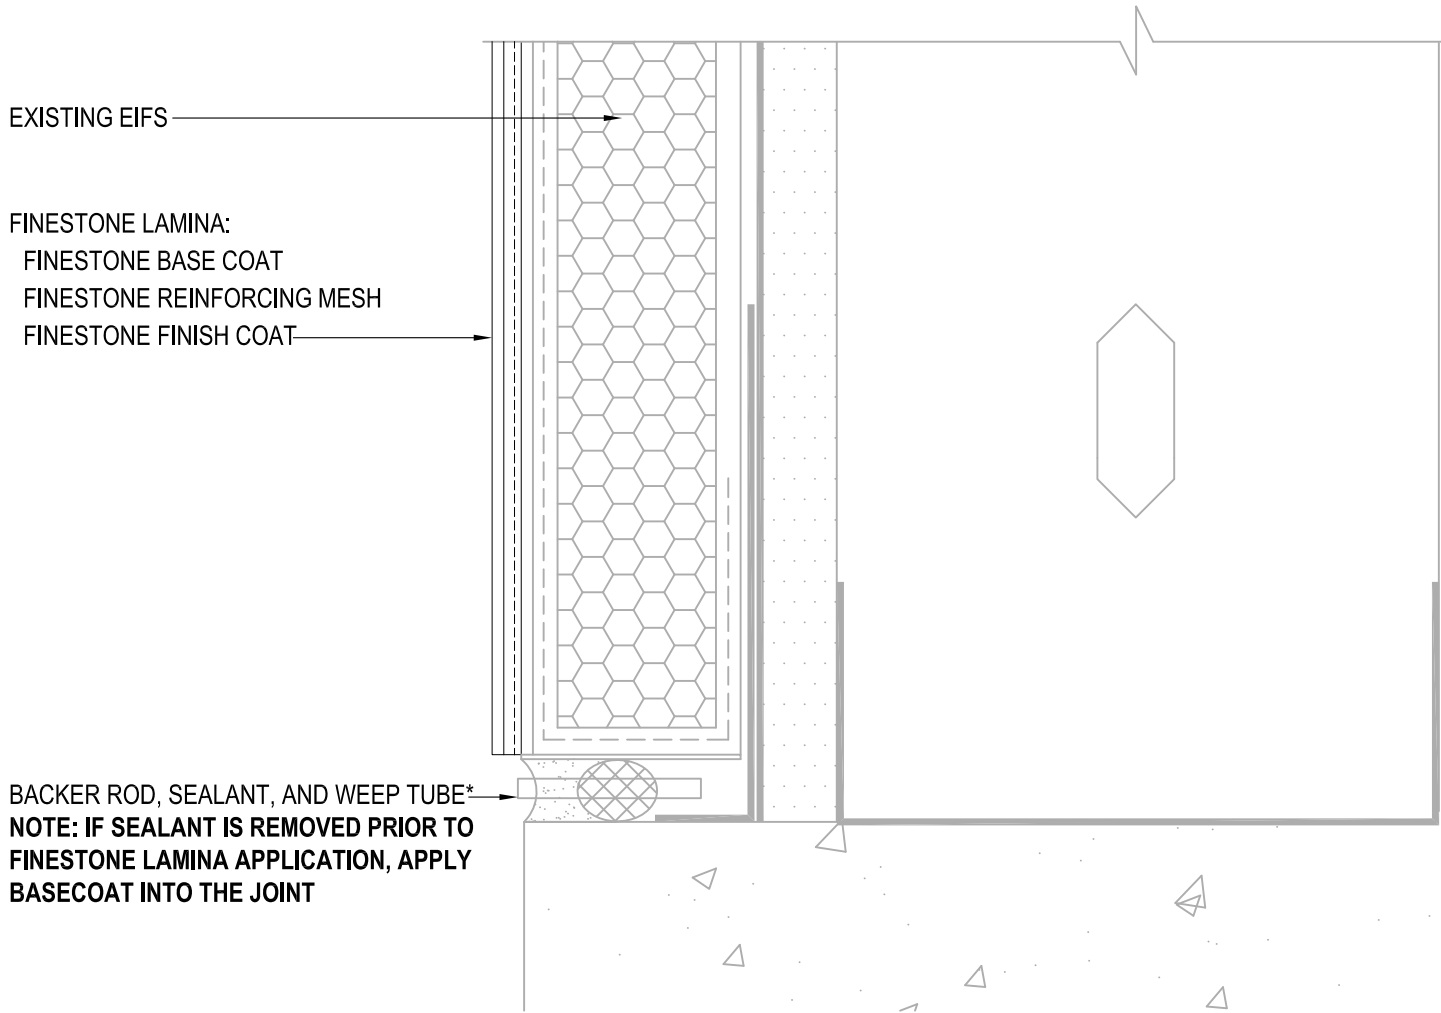 EXISTING EIFS
FINESTONE LAMINA:
FINESTONE BASE COAT
FINESTONE REINFORCING MESH
FINESTONE FINISH COAT
BACKER ROD, SEALANT, AND WEEP TUBE*
NOTE: IF SEALANT IS REMOVED PRIOR TO
FINESTONE LAMINA APPLICATION, APPLY
BASECOAT INTO THE JOINT